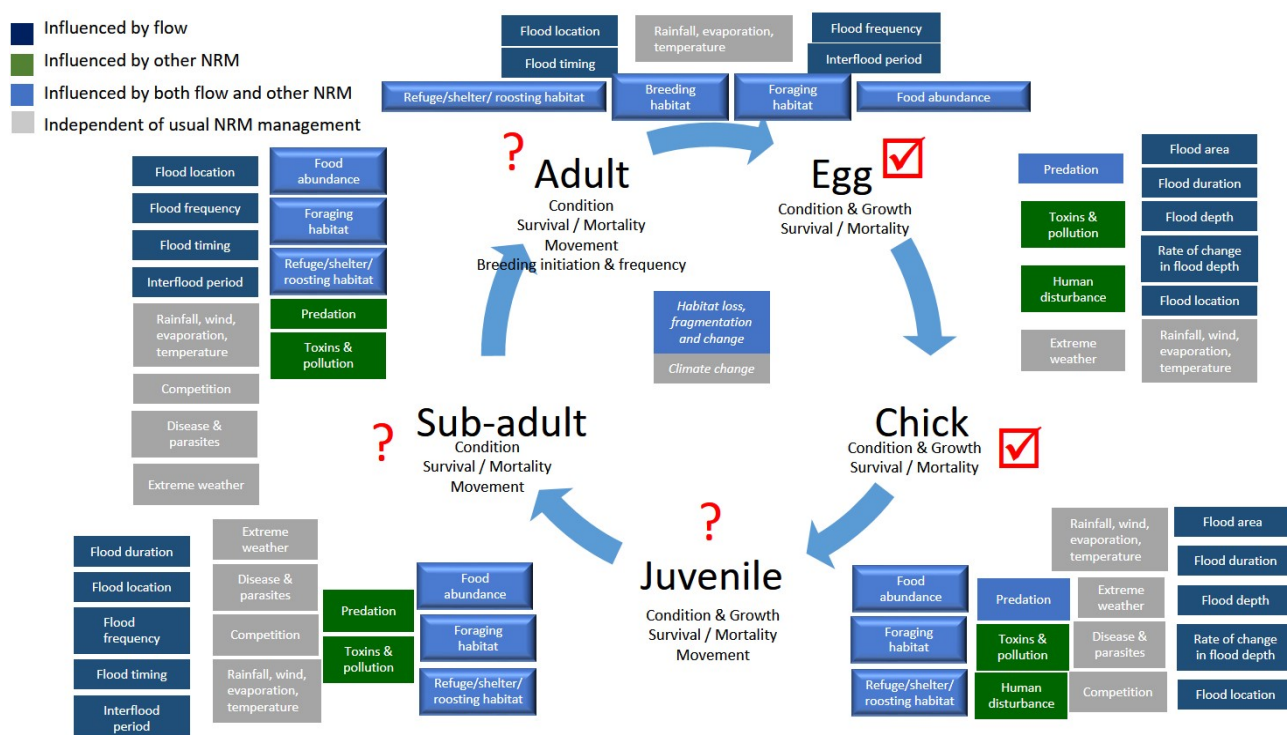 Influenced by flow
Influenced by other NRM
Influenced by both flow and other NRM
Independent of usual NRM management
Flood location
Flood timing
Rainfall, evaporation,
temperature
Flood frequency
Interflood period
Refuge/shelter/ roosting habitat
Breeding
habitat
Foraging
habitat
Food abundance
?
Adult
Condition
Survival / Mortality
Movement
Breeding initiation & frequency
Egg
Condition & Growth
Survival / Mortality
Predation
Toxins &
pollution
Human
disturbance
Extreme
weather
Flood area
Flood duration
Flood depth
Rate of change
in flood depth
Flood location
Rainfall, wind,
evaporation,
temperature
Flood location
Flood frequency
Flood timing
Interflood period
Rainfall, wind,
evaporation,
temperature
Competition
Disease &
parasites
Extreme weather
Food
abundance
Foraging
habitat
Refuge/shelter/
roosting habitat
Predation
Toxins &
pollution
Habitat loss,
fragmentation
and change
Climate change
?
Sub-adult
Condition
Survival / Mortality
Movement
Chick
Condition & Growth
Survival / Mortality
?
Juvenile
Condition & Growth
Survival / Mortality
Movement
Flood duration
Flood location
Flood
frequency
Flood timing
Interflood
period
Extreme
weather
Disease &
parasites
Competition
Rainfall, wind,
evaporation,
temperature
Predation
Toxins &
pollution
Food
abundance
Foraging
habitat
Refuge/shelter/
roosting habitat
Food
abundance
Foraging
habitat
Refuge/shelter/
roosting habitat
Predation
Toxins &
pollution
Human
disturbance
Rainfall, wind,
evaporation,
temperature
Extreme
weather
Disease &
parasites
Competition
Flood area
Flood duration
Flood depth
Rate of change
in flood depth
Flood location